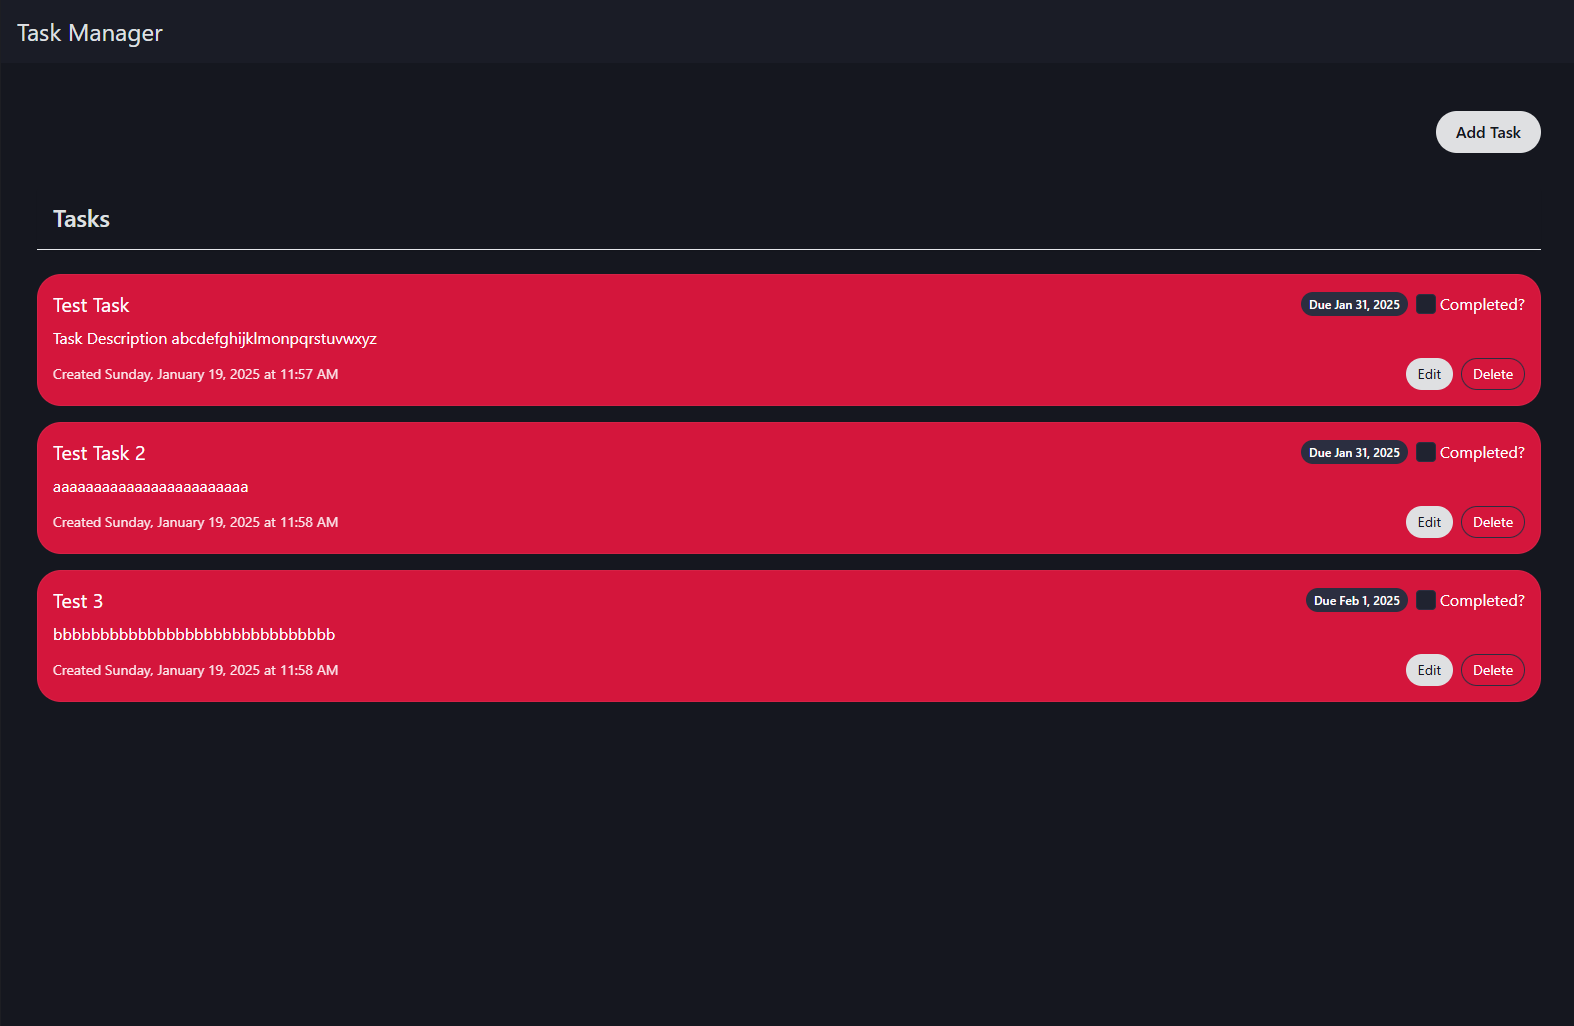 Task Manager
Add Task
Tasks
Test Task
Due Jan 31, 2025 Completed?
Task Description abcdefghijklmonpqrstuvwxyz
Created Sunday, January 19, 2025 at 11:57 AM
Edit Delete
Test Task 2
Due Jan 31, 2025 Completed?
aaaaaaaaaaaaaaaaaaaaaaaa
Created Sunday, January 19, 2025 at 11:58 AM
Edit Delete
Test 3
Due Feb 1, 2025 Completed?
bbbbbbbbbbbbbbbbbbbbbbbbbbbbbb
Created Sunday, January 19, 2025 at 11:58 AM
Edit Delete